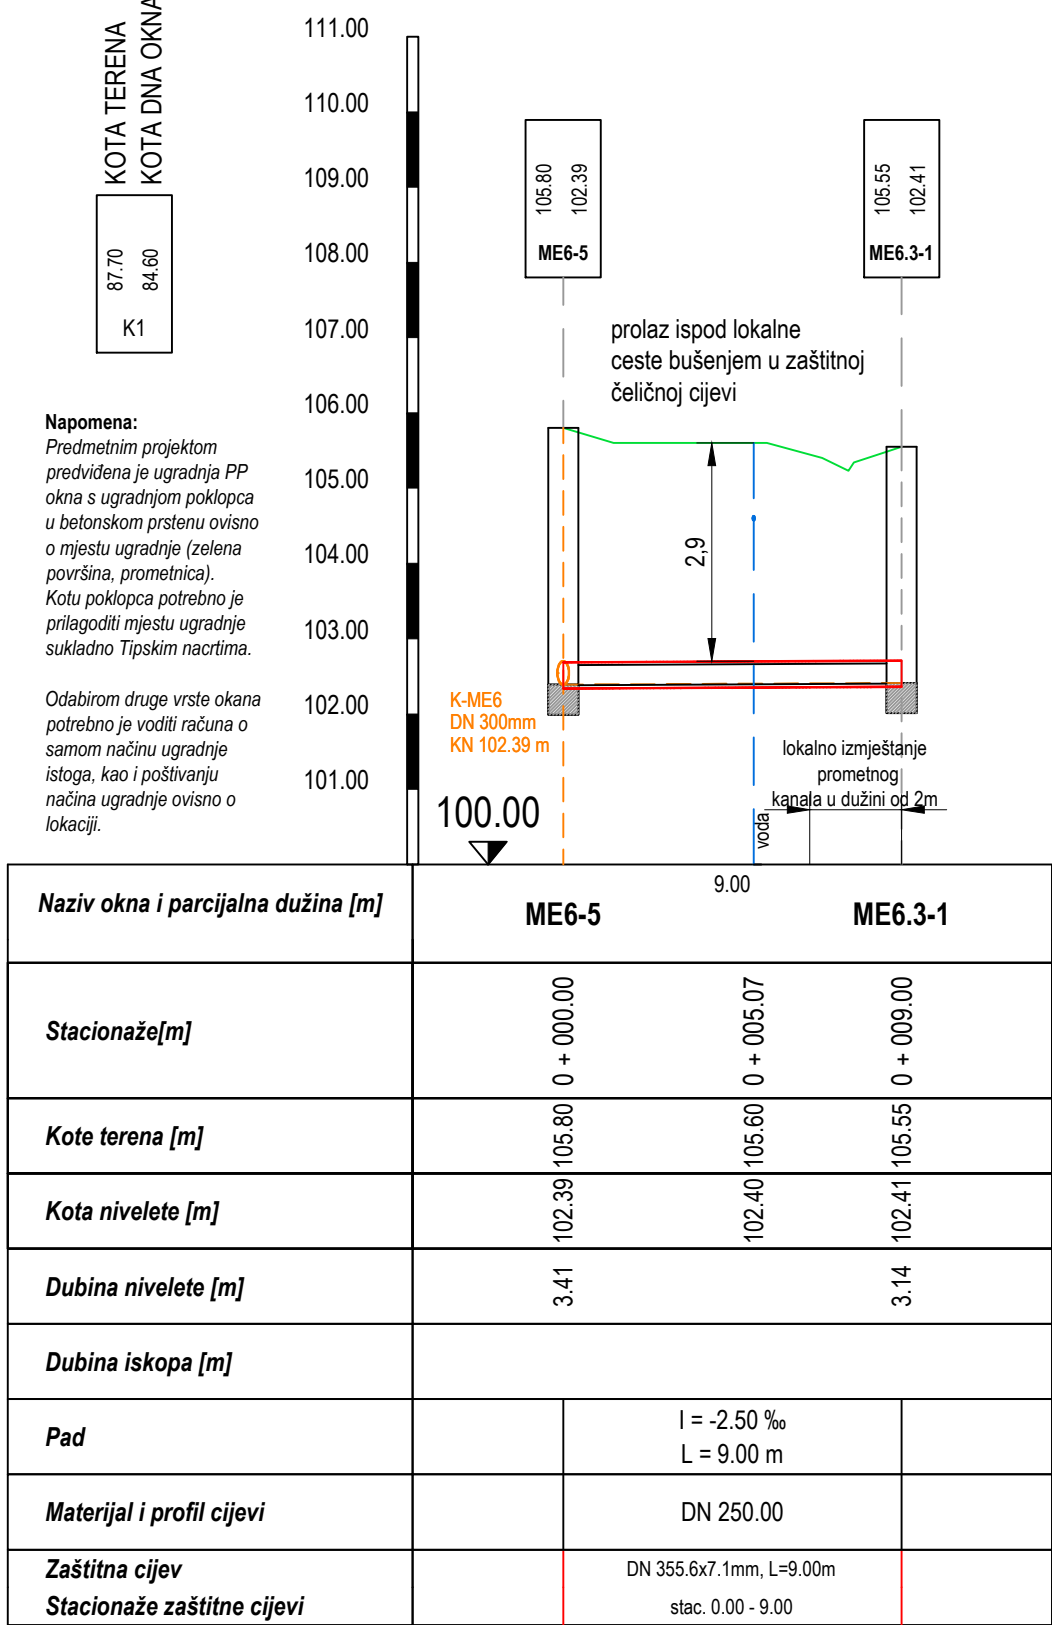 KOTA TERENA
KOTA DNA OKNA
87.70
84.60
K1
111.00
110.00
109.00
108.00
107.00
106.00
105.00
104.00
103.00
102.00
101.00
100.00
105.80
102.39
ME6-5
105.55
102.41
ME6.3-1
prolaz ispod lokalne
ceste bušenjem u zaštitnoj
čeličnoj cijevi
Napomena:
Predmetnim projektom
predviđena je ugradnja PP
okna s ugradnjom poklopca
u betonskom prstenu ovisno
o mjestu ugradnje (zelena
površina, prometnica).
Kotu poklopca potrebno je
prilagoditi mjestu ugradnje
sukladno Tipskim nacrtima.
Odabirom druge vrste okana
potrebno je voditi računa o
samom načinu ugradnje
istoga, kao i poštivanju
načina ugradnje ovisno o
lokaciji.
2,9
K-ME6
DN 300mm
KN 102.39 m
lokalno izmještanje
prometnog
kanala u dužini od 2m
voda
Naziv okna i parcijalna dužina [m]
ME6-5
9.00
ME6.3-1
Stacionaže[m]
0 + 000.00
0 + 005.07
0 + 009.00
Kote terena [m]
105.80
105.60
105.55
Kota nivelete [m]
102.39
102.40
102.41
Dubina nivelete [m]
3.41
3.14
Dubina iskopa [m]
Pad
I = -2.50 ‰
L = 9.00 m
Materijal i profil cijevi
DN 250.00
Zaštitna cijev
DN 355.6x7.1mm, L=9.00m
Stacionaže zaštitne cijevi
stac. 0.00 - 9.00